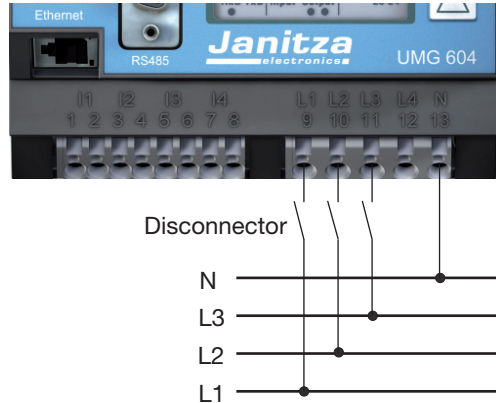 Ethernet
RS485
Janitza
electronics
UMG 604
I1 I2 I3 I4 L1 L2 L3 L4 N
1 2 3 4 5 6 7 8 9 10 11 12 13
Disconnector
N
L3
L2
L1